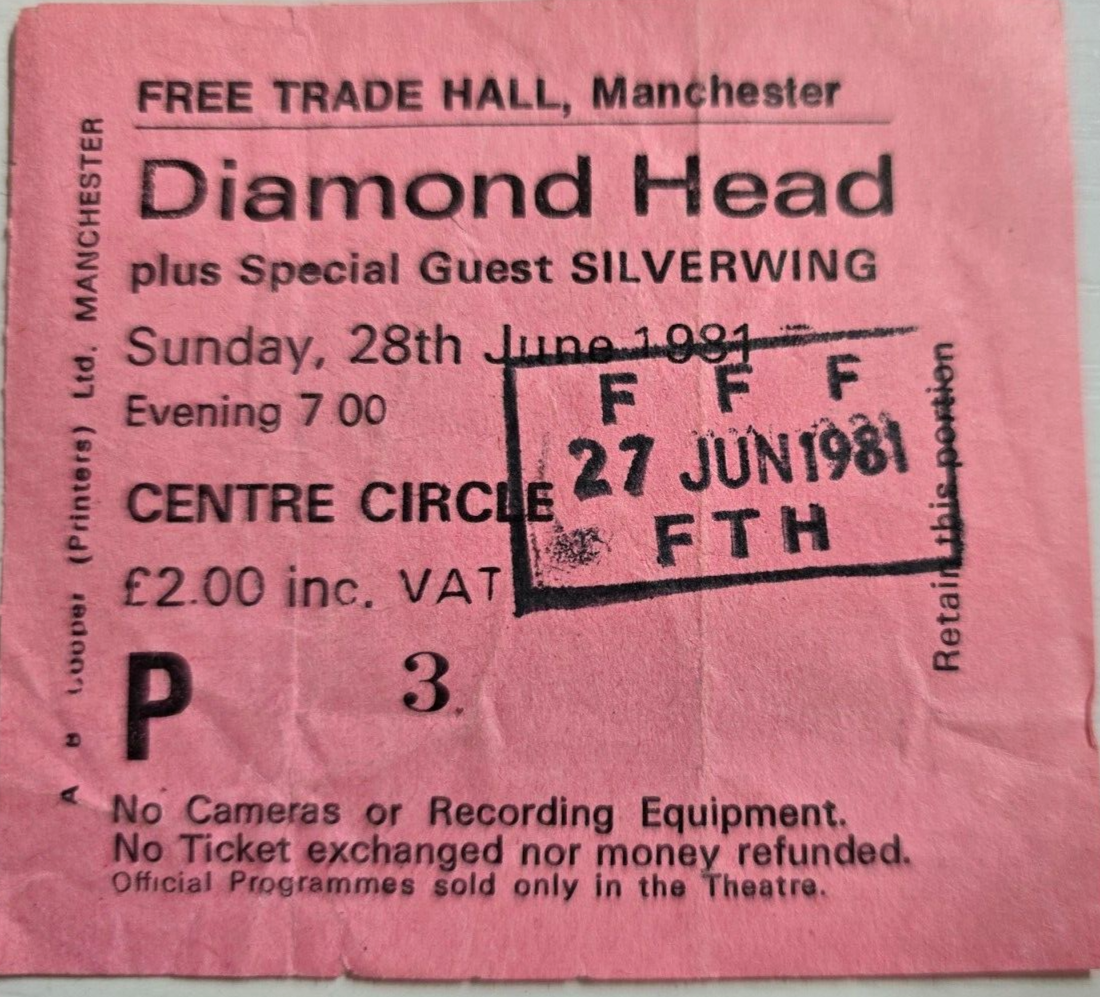 FREE TRADE HALL, Manchester
Diamond Head
plus Special Guest SILVERWING
Sunday, 28th June 1981
Evening 7 00
CENTRE CIRCLE
£2.00 inc. VAT
P 3
No Cameras or Recording Equipment.
No Ticket exchanged nor money refunded.
Official Programmes sold only in the Theatre.
F F F
27 JUN 1981
FTH
Retain this portion
A B Cooper (Printers) Ltd. MANCHESTER